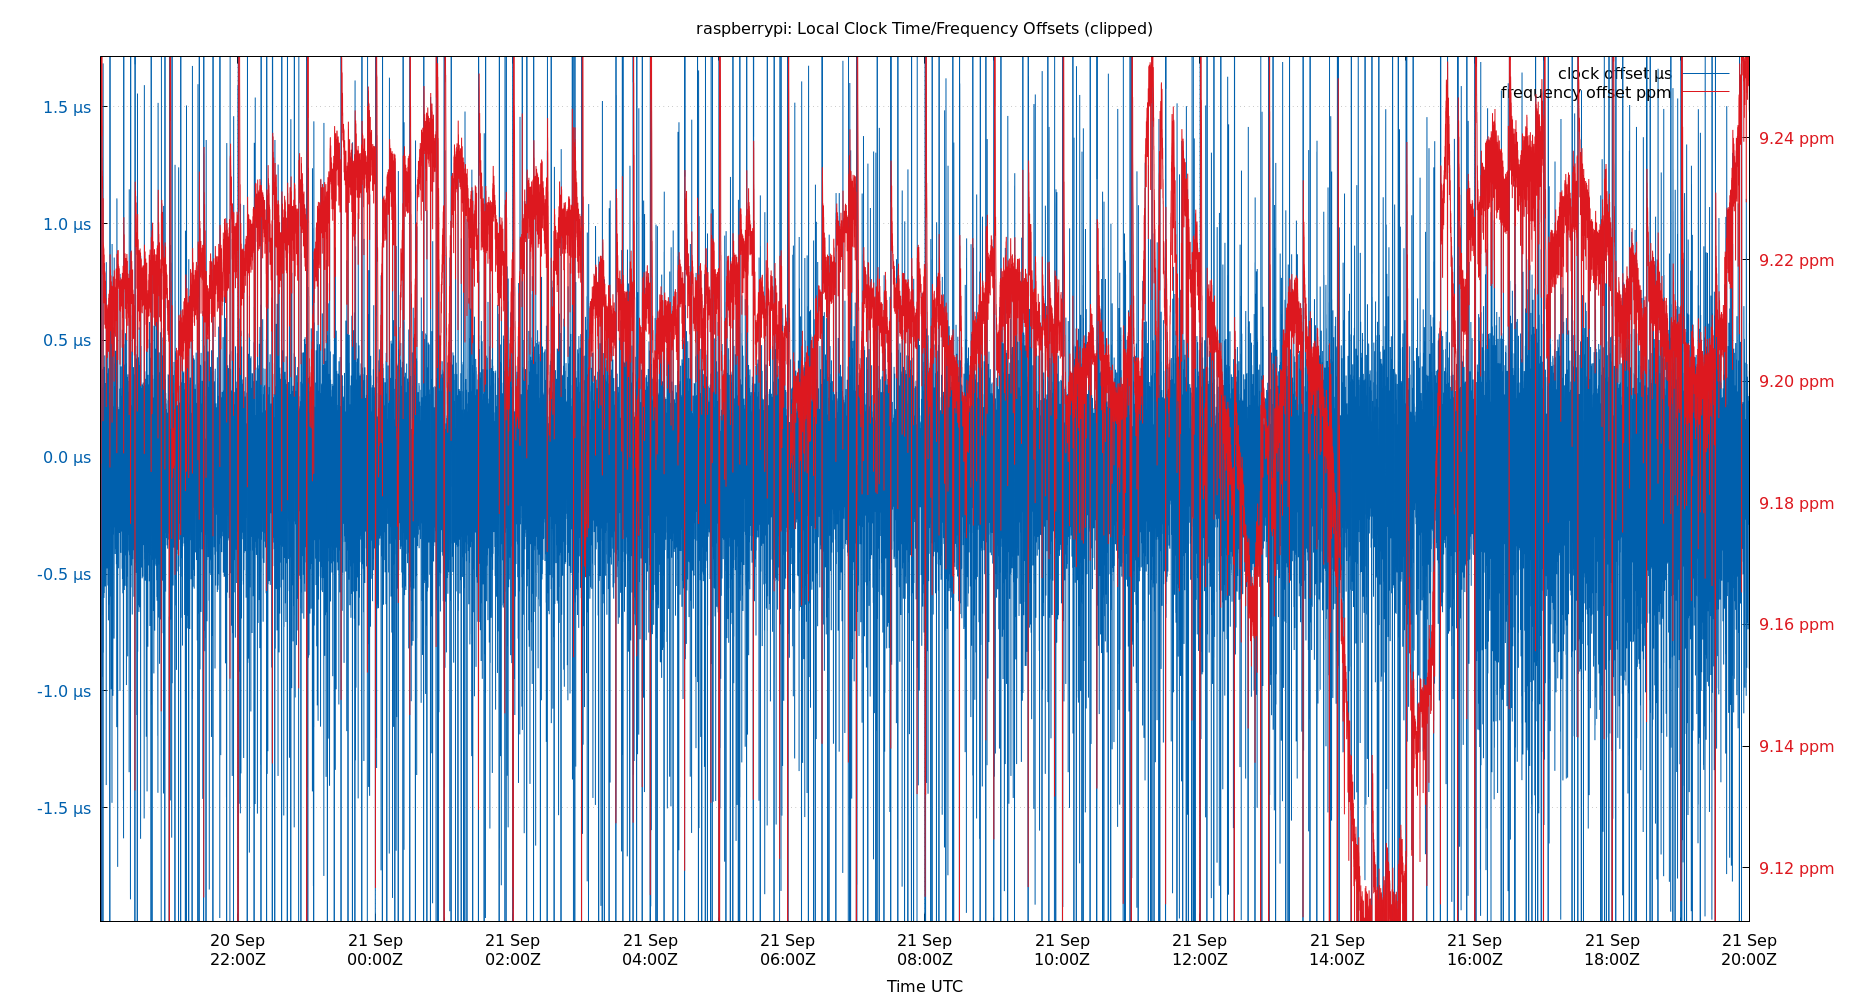 raspberrypi: Local Clock Time/Frequency Offsets (clipped)
clock offset µs
frequency offset ppm
1.5 µs
1.0 µs
0.5 µs
0.0 µs
-0.5 µs
-1.0 µs
-1.5 µs
9.24 ppm
9.22 ppm
9.20 ppm
9.18 ppm
9.16 ppm
9.14 ppm
9.12 ppm
20 Sep 21 Sep 21 Sep 21 Sep 21 Sep 21 Sep 21 Sep 21 Sep 21 Sep 21 Sep 21 Sep 21 Sep
22:00Z 00:00Z 02:00Z 04:00Z 06:00Z 08:00Z 10:00Z 12:00Z 14:00Z 16:00Z 18:00Z 20:00Z
Time UTC